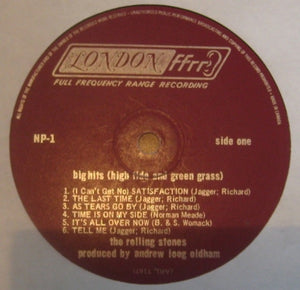 LONDON ffrr
FULL FREQUENCY RANGE RECORDING
NP-1
side one
big hits (high tide and green grass)
1. (I Can't Get No) SATISFACTION (Jagger; Richard)
2. THE LAST TIME (Jagger; Richard)
3. AS TEARS GO BY (Jagger; Richard)
4. TIME IS ON MY SIDE (Norman Meade)
5. IT'S ALL OVER NOW (B. & S. Womack)
6. TELL ME (Jagger; Richard)
the rolling stones
produced by andrew loog oldham